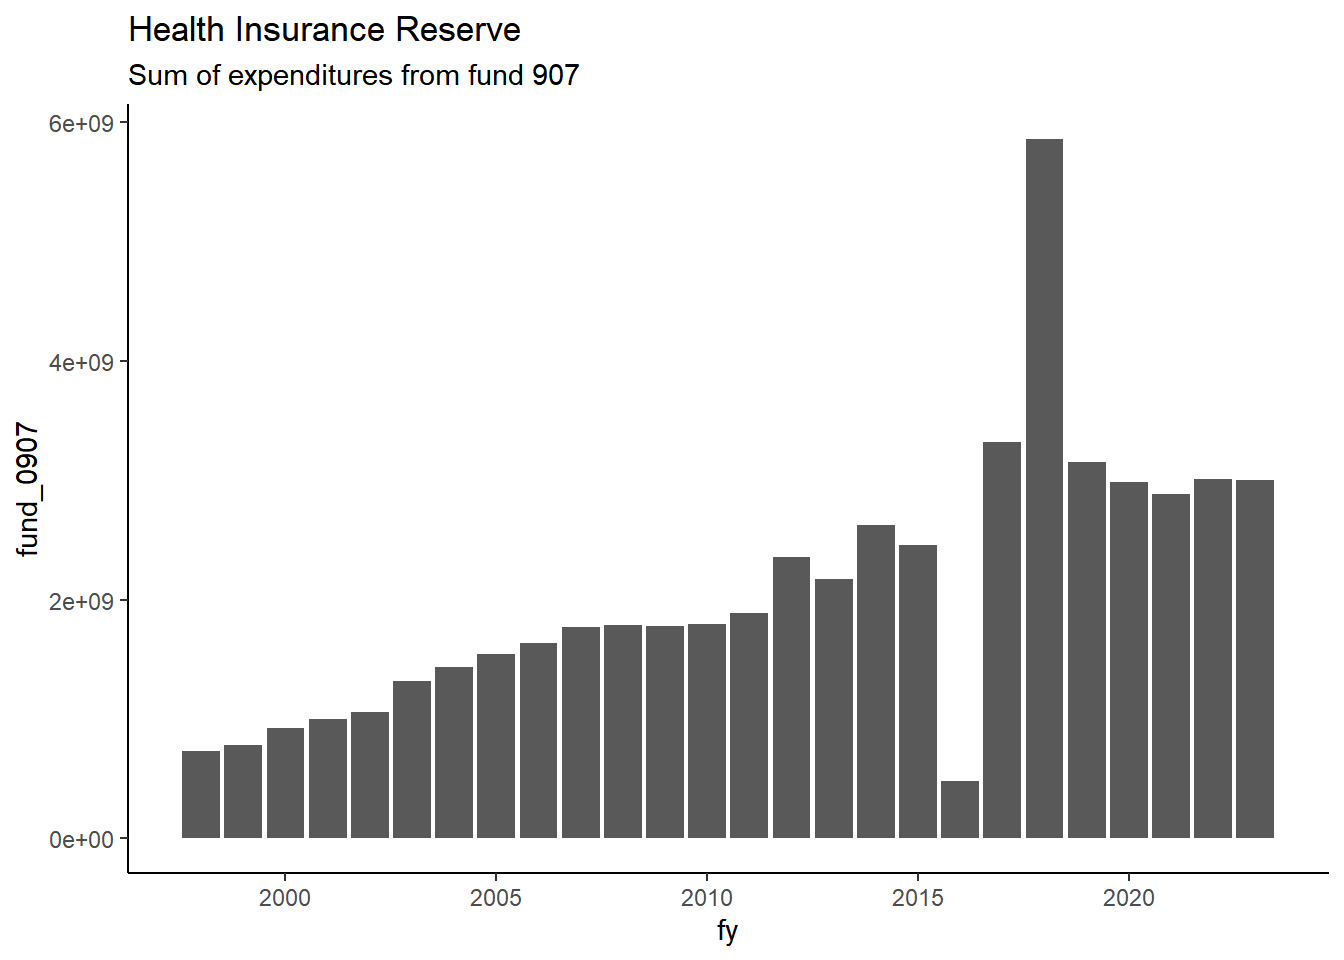 Health Insurance Reserve
Sum of expenditures from fund 907
6e+09
4e+09
2e+09
0e+00
fund_0907
2000 2005 2010 2015 2020
fy